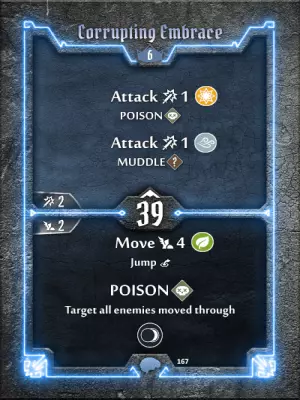 Corrupting Embrace
6
Attack 1
POISON
Attack 1
MUDDLE ?
2
39
2
Move 4
Jump
POISON
Target all enemies moved through
167